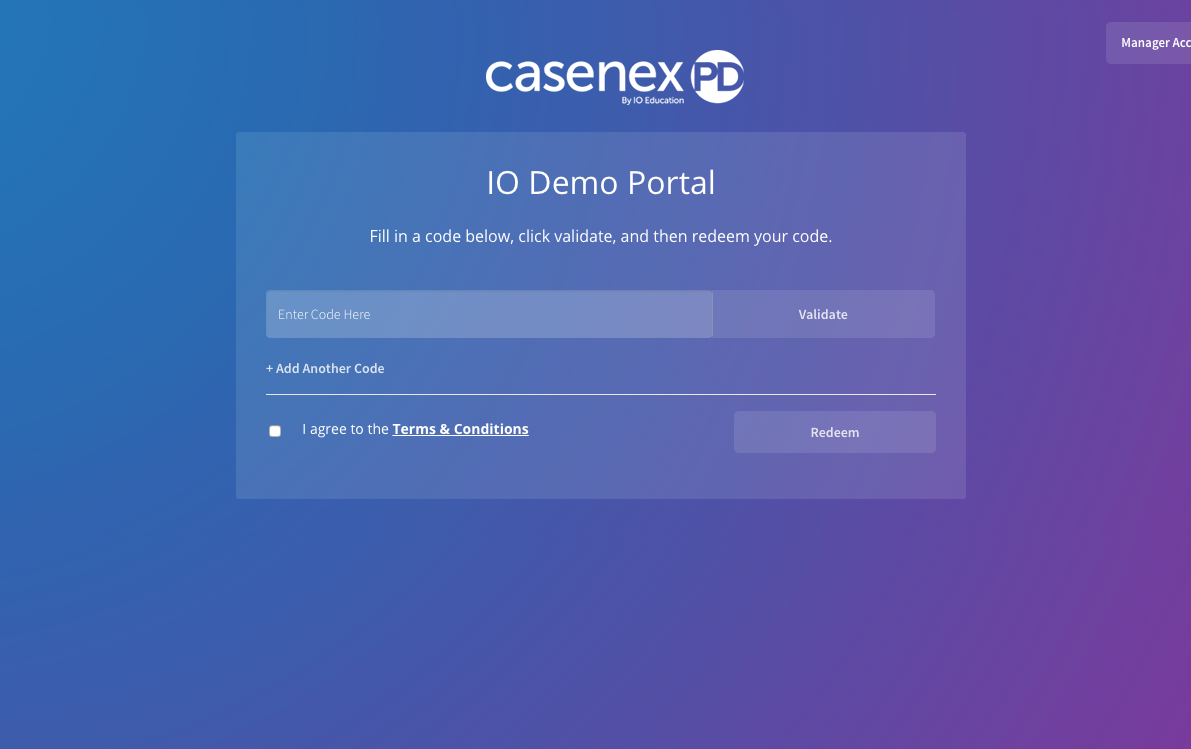 Manager Acc
casenex PD
By IO Education
IO Demo Portal
Fill in a code below, click validate, and then redeem your code.
Enter Code Here
Validate
+ Add Another Code
I agree to the Terms & Conditions
Redeem